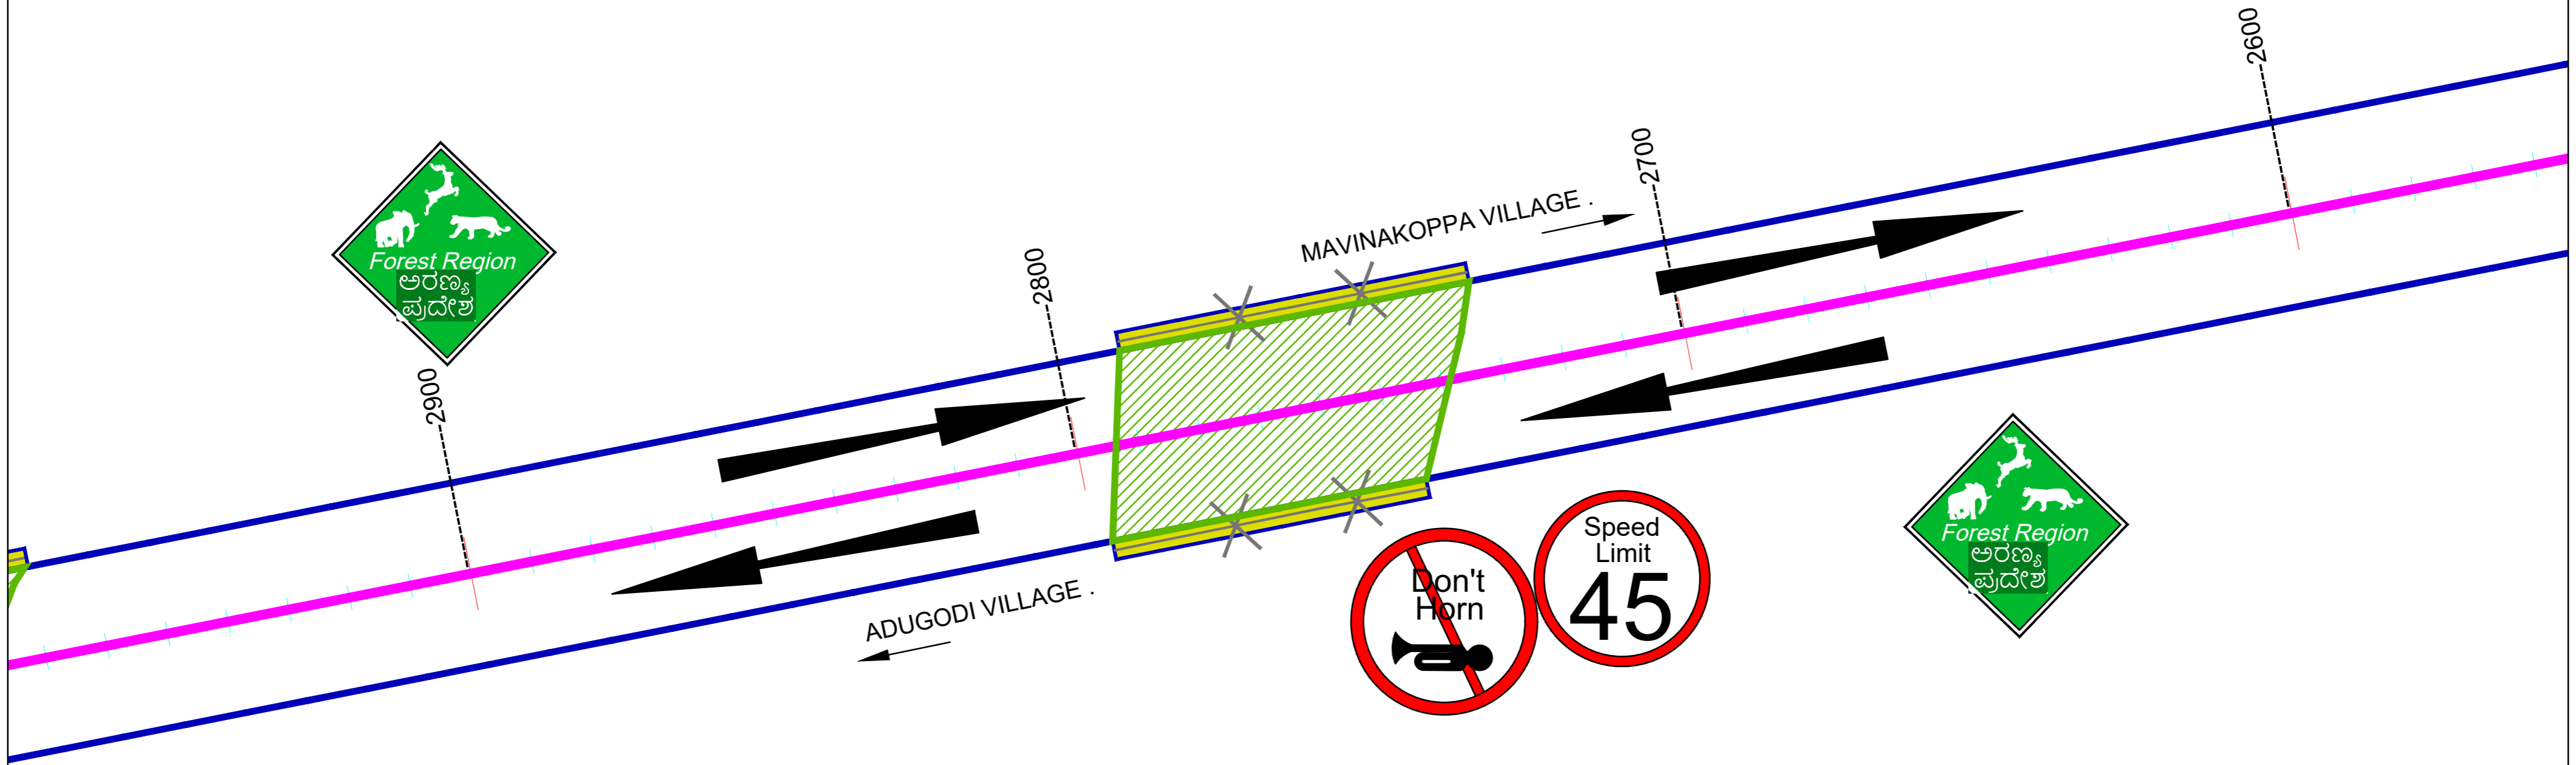 2600
2700
MAVINAKOPPA VILLAGE .
2800
Forest Region
ಅರಣ್ಯ
ಪ್ರದೇಶ
2900
Speed
Limit
45
Don't
Horn
Forest Region
ಅರಣ್ಯ
ಪ್ರದೇಶ
ADUGODI VILLAGE .